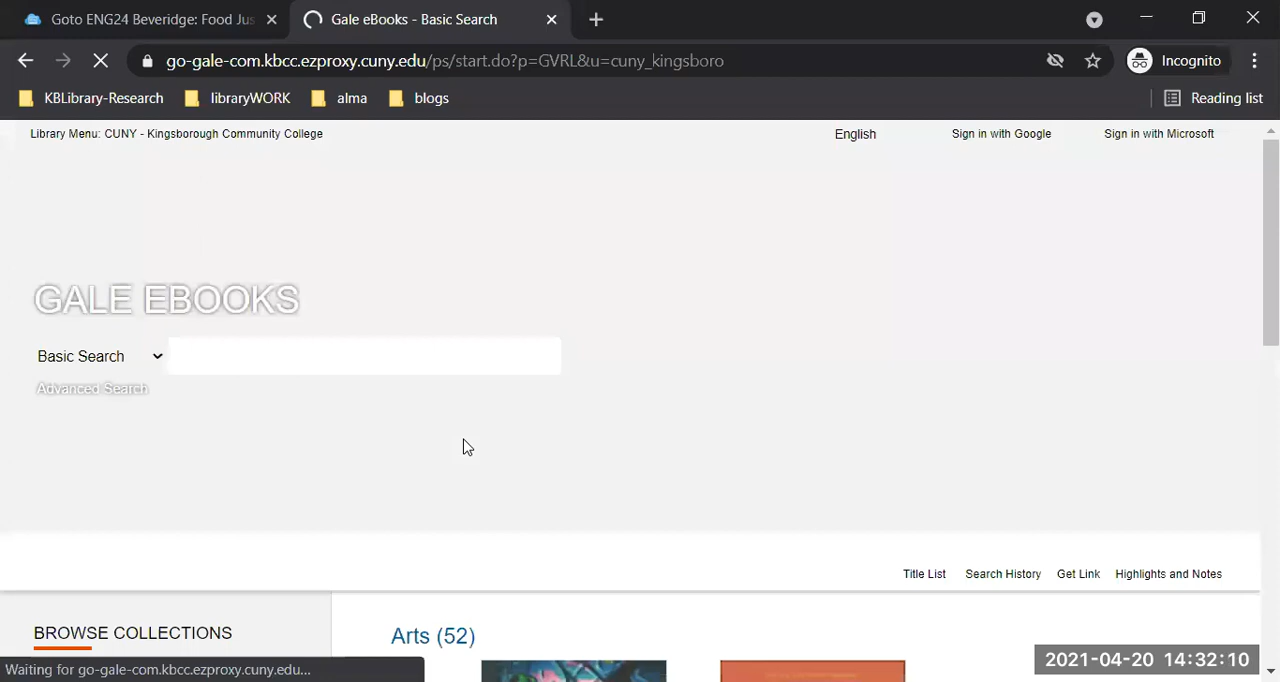 Goto ENG24 Beveridge: Food Jus
Gale eBooks - Basic Search
go-gale-com.kbcc.ezproxy.cuny.edu/ps/start.do?p=GVRL&u=cuny_kingsboro
Incognito
KBLibrary-Research libraryWORK alma blogs Reading list
Library Menu: CUNY - Kingsborough Community College English Sign in with Google Sign in with Microsoft
GALE EBOOKS
Basic Search
Advanced Search
Title List Search History Get Link Highlights and Notes
BROWSE COLLECTIONS
Arts (52)
Waiting for go-gale-com.kbcc.ezproxy.cuny.edu...
2021-04-20 14:32:10